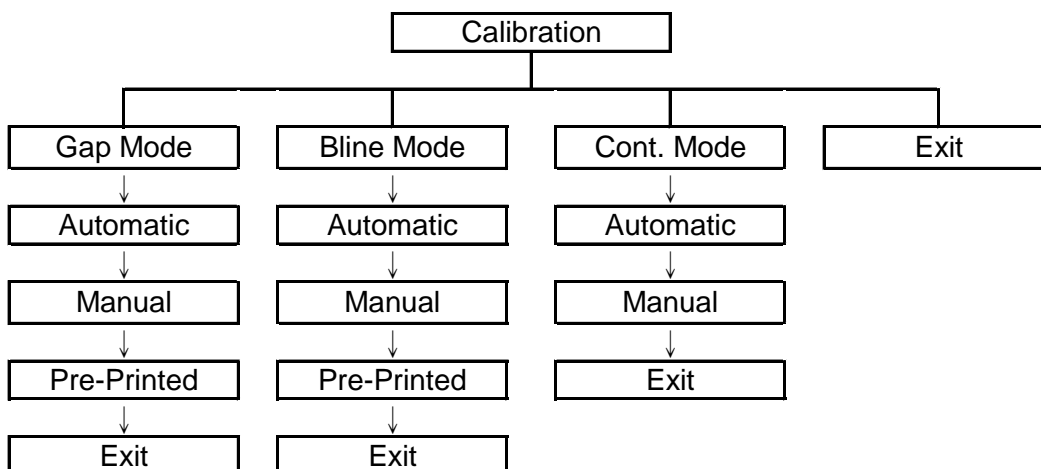 Calibration
Gap Mode
Bline Mode
Cont. Mode
Exit
Automatic
Automatic
Automatic
Manual
Manual
Manual
Pre-Printed
Pre-Printed
Exit
Exit
Exit